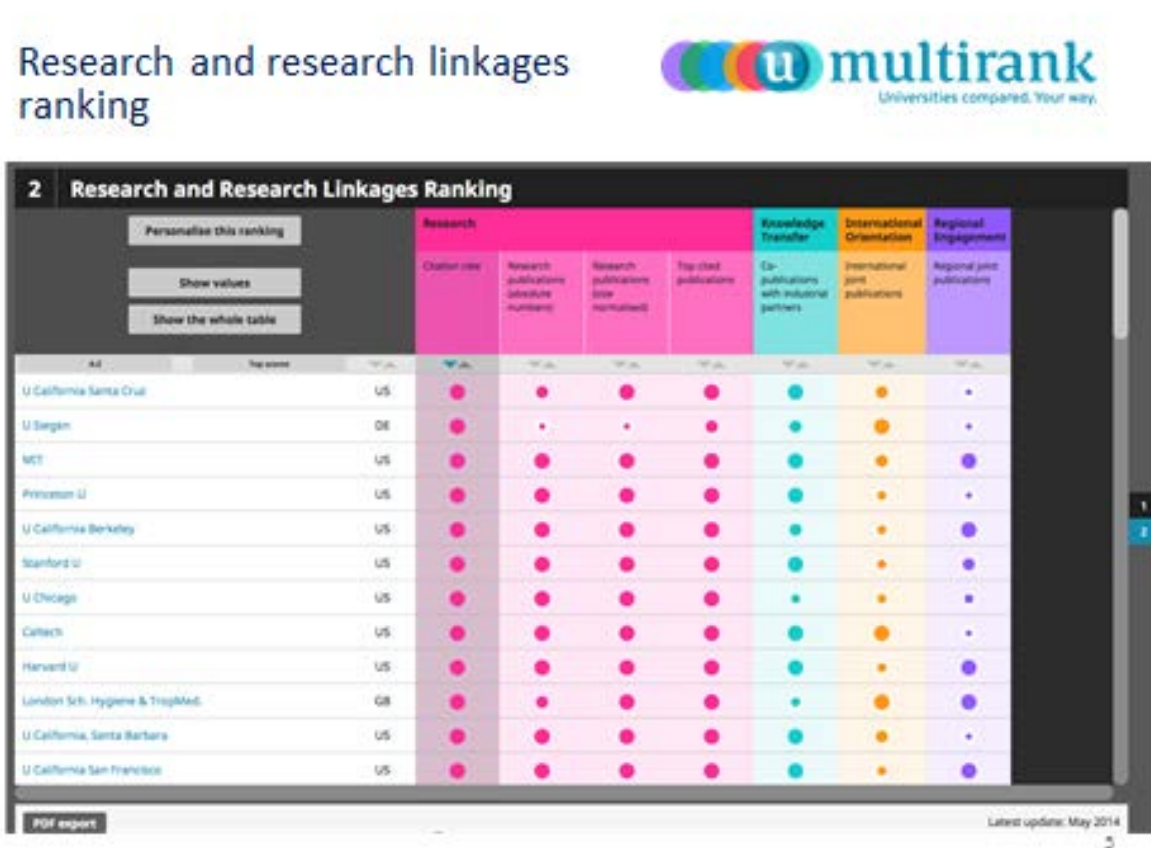 Research and research linkages
ranking
u multirank
Universities compared. Your way.
2 Research and Research Linkages Ranking
Personalise this ranking
Show values
Show the whole table
Research
Knowledge
Transfer
International
Orientation
Regional
Engagement
Citation rate
Research
publications
(absolute
numbers)
Research
publications
(size
normalised)
Top cited
publications
Co-
publications
with industrial
partners
International
joint
publications
Regional joint
publications
A-Z Top scores
U California Santa Cruz US
U Siegen DE
MIT US
Princeton U US
U California Berkeley US
Stanford U US
U Chicago US
Caltech US
Harvard U US
London Sch. Hygiene & TropMed. GB
U California, Santa Barbara US
U California San Francisco US
1
2
PDF export
Latest update: May 2014
5